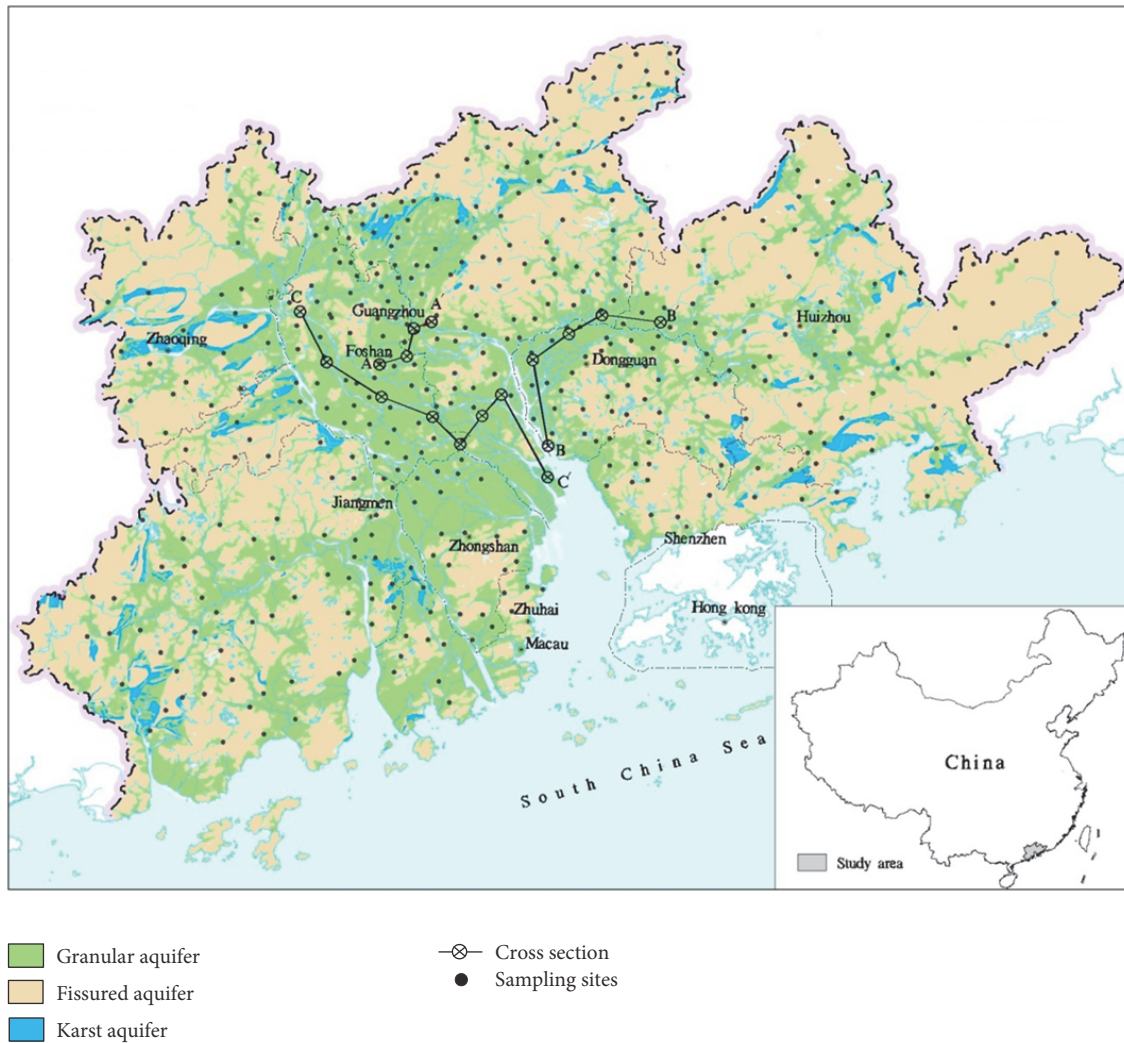 C
Guangzhou
A
B
Huizhou
Zhaoqing
Foshan
A
Dongguan
B
C
Jiangmen
Zhongshan
Shenzhen
Zhuhai
Hong kong
Macau
South China Sea
China
Study area
Granular aquifer
Fissured aquifer
Karst aquifer
Cross section
Sampling sites